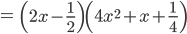 = (2x - 1/2)(4x² + x + 1/4)